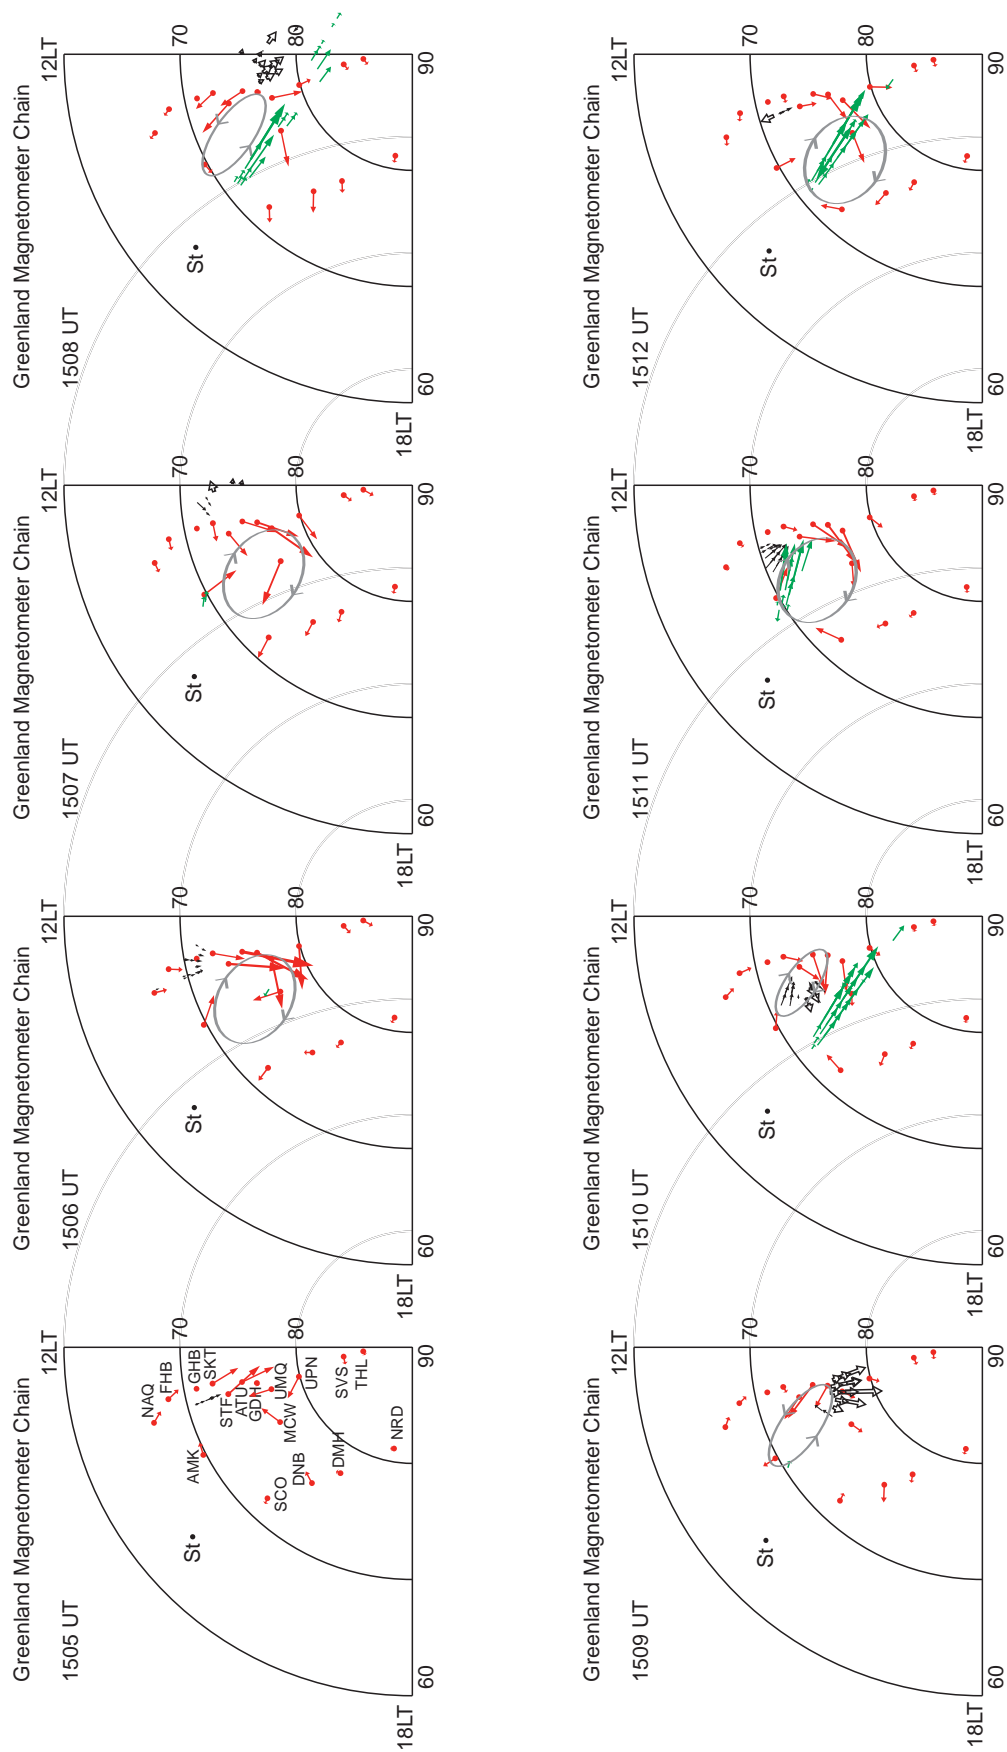 Greenland Magnetometer Chain
1505 UT
12LT
70
80
90
60
18LT
St
NAQ
FHB
GHB
SKT
AMK
STF
ATU
GDH
UMQ
MCW
UPN
SCO
DNB
DMH
SVS
THL
NRD
Greenland Magnetometer Chain
1506 UT
12LT
70
80
90
60
18LT
St
Greenland Magnetometer Chain
1507 UT
12LT
70
80
90
60
18LT
St
Greenland Magnetometer Chain
1508 UT
12LT
70
80
90
60
18LT
St
Greenland Magnetometer Chain
1509 UT
12LT
70
80
90
60
18LT
St
Greenland Magnetometer Chain
1510 UT
12LT
70
80
90
60
18LT
St
Greenland Magnetometer Chain
1511 UT
12LT
70
80
90
60
18LT
St
Greenland Magnetometer Chain
1512 UT
12LT
70
80
90
60
18LT
St